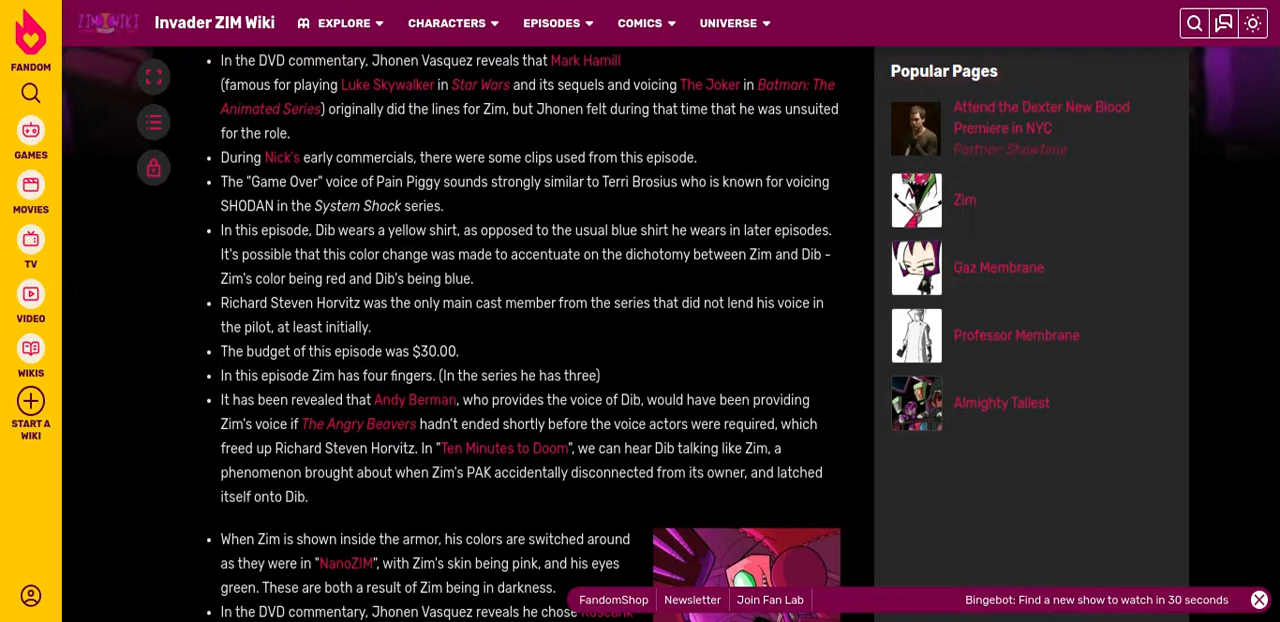 FANDOM
GAMES
MOVIES
TV
VIDEO
WIKIS
START A
WIKI
ZIM WIKI
Invader ZIM Wiki
EXPLORE
CHARACTERS
EPISODES
COMICS
UNIVERSE
In the DVD commentary, Jhonen Vasquez reveals that Mark Hamill
(famous for playing Luke Skywalker in Star Wars and its sequels and voicing The Joker in Batman: The
Animated Series) originally did the lines for Zim, but Jhonen felt during that time that he was unsuited
for the role.
During Nick's early commercials, there were some clips used from this episode.
The "Game Over" voice of Pain Piggy sounds strongly similar to Terri Brosius who is known for voicing
SHODAN in the System Shock series.
In this episode, Dib wears a yellow shirt, as opposed to the usual blue shirt he wears in later episodes.
It's possible that this color change was made to accentuate on the dichotomy between Zim and Dib -
Zim's color being red and Dib's being blue.
Richard Steven Horvitz was the only main cast member from the series that did not lend his voice in
the pilot, at least initially.
The budget of this episode was $30.00.
In this episode Zim has four fingers. (In the series he has three)
It has been revealed that Andy Berman, who provides the voice of Dib, would have been providing
Zim's voice if The Angry Beavers hadn't ended shortly before the voice actors were required, which
freed up Richard Steven Horvitz. In "Ten Minutes to Doom", we can hear Dib talking like Zim, a
phenomenon brought about when Zim's PAK accidentally disconnected from its owner, and latched
itself onto Dib.
When Zim is shown inside the armor, his colors are switched around
as they were in "NanoZIM", with Zim's skin being pink, and his eyes
green. These are both a result of Zim being in darkness.
In the DVD commentary, Jhonen Vasquez reveals he chose
Popular Pages
Attend the Dexter New Blood
Premiere in NYC
Partner: Showtime
Zim
Gaz Membrane
Professor Membrane
Almighty Tallest
FandomShop
Newsletter
Join Fan Lab
Bingebot: Find a new show to watch in 30 seconds